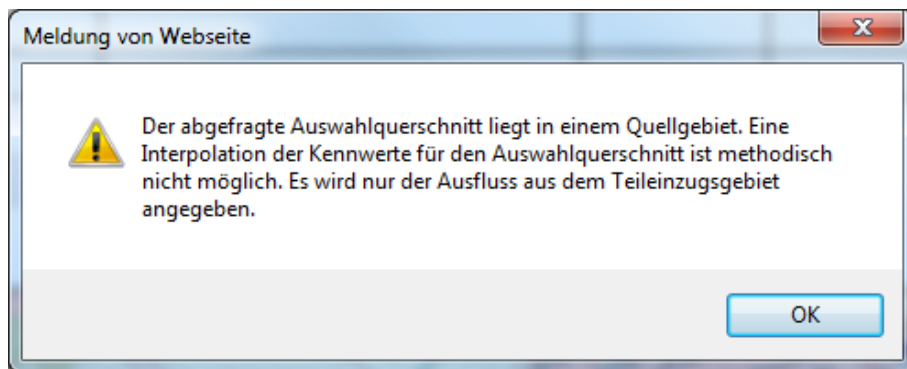 Meldung von Webseite
Der abgefragte Auswahlquerschnitt liegt in einem Quellgebiet. Eine
Interpolation der Kennwerte für den Auswahlquerschnitt ist methodisch
nicht möglich. Es wird nur der Ausfluss aus dem Teileinzugsgebiet
angegeben.
OK